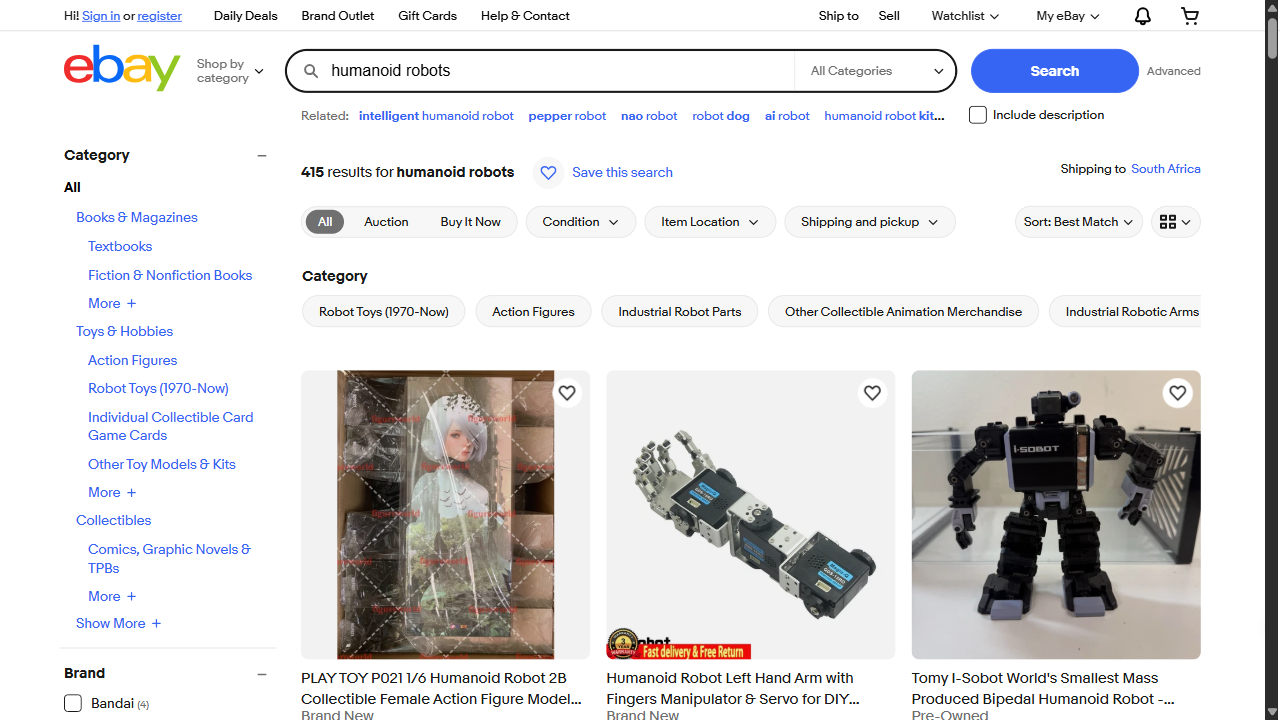 Hi! Sign in or register
Daily Deals
Brand Outlet
Gift Cards
Help & Contact
Ship to
Sell
Watchlist
My eBay
ebay
Shop by category
humanoid robots
All Categories
Search
Advanced
Related:
intelligent humanoid robot
pepper robot
nao robot
robot dog
ai robot
humanoid robot kit...
Include description
Category
All
Books & Magazines
Textbooks
Fiction & Nonfiction Books
More +
Toys & Hobbies
Action Figures
Robot Toys (1970-Now)
Individual Collectible Card
Game Cards
Other Toy Models & Kits
More +
Collectibles
Comics, Graphic Novels &
TPBs
More +
Show More +
Brand
Bandai (4)
415 results for humanoid robots
Save this search
Shipping to South Africa
All
Auction
Buy It Now
Condition
Item Location
Shipping and pickup
Sort: Best Match
Category
Robot Toys (1970-Now)
Action Figures
Industrial Robot Parts
Other Collectible Animation Merchandise
Industrial Robotic Arms
PLAY TOY P021 1/6 Humanoid Robot 2B
Collectible Female Action Figure Model...
Brand New
3
WARRANTY
Fast delivery & Free Return
Humanoid Robot Left Hand Arm with
Fingers Manipulator & Servo for DIY...
Brand New
I-SOBOT
Tomy I-Sobot World's Smallest Mass
Produced Bipedal Humanoid Robot -...
Pre-Owned